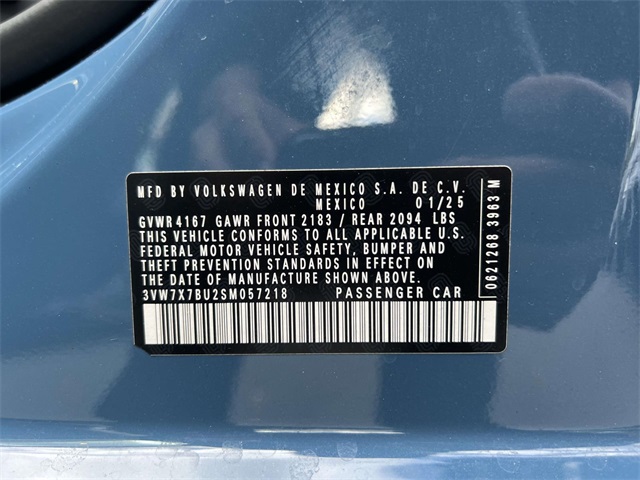 MFD BY VOLKSWAGEN DE MEXICO S.A. DE C.V.
MEXICO 01/25
GVWR 4167 GAWR FRONT 2183 / REAR 2094 LBS
THIS VEHICLE CONFORMS TO ALL APPLICABLE U.S.
FEDERAL MOTOR VEHICLE SAFETY, BUMPER AND
THEFT PREVENTION STANDARDS IN EFFECT ON
THE DATE OF MANUFACTURE SHOWN ABOVE.
3VW7X7BU2SM057218 PASSENGER CAR
0621268 3963 M